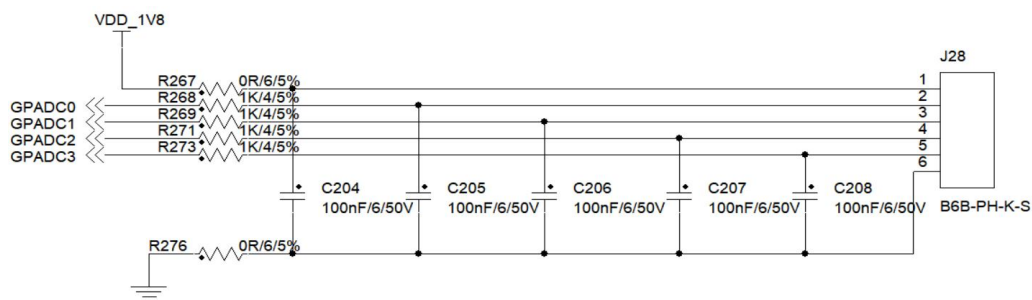 VDD_1V8
J28
R267 0R/6/5% 1
R268 1K/4/5% 2
GPADC0
R269 1K/4/5% 3
GPADC1
R271 1K/4/5% 4
GPADC2
R273 1K/4/5% 5
GPADC3
6
C204 C205 C206 C207 C208
100nF/6/50V 100nF/6/50V 100nF/6/50V 100nF/6/50V 100nF/6/50V
B6B-PH-K-S
R276 0R/6/5%